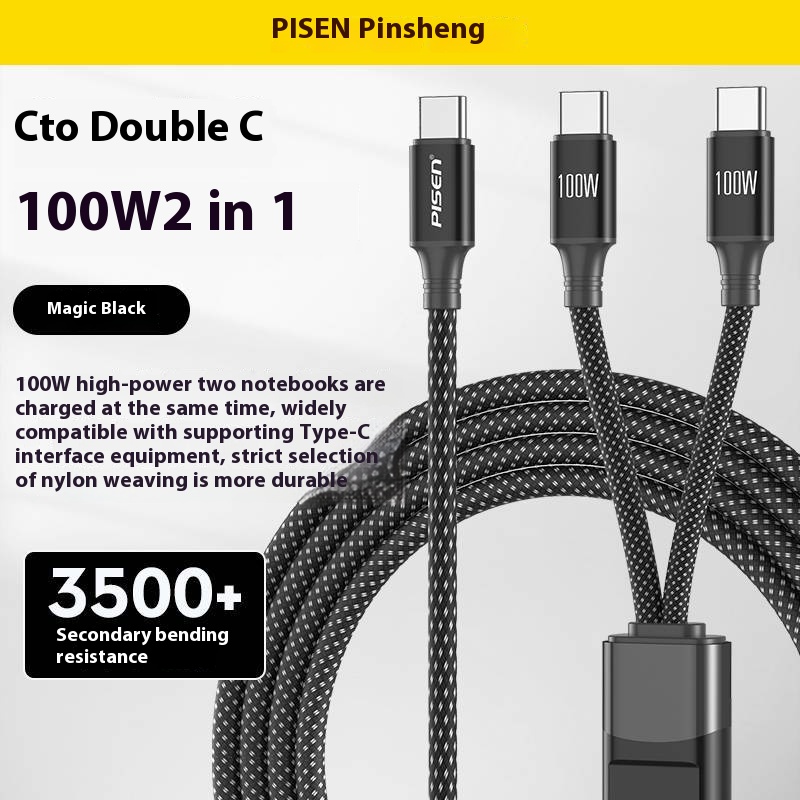 PISEN Pinsheng
Cto Double C
100W2 in 1
Magic Black
100W high-power two notebooks are
charged at the same time, widely
compatible with supporting Type-C
interface equipment, strict selection
of nylon weaving is more durable
3500+
Secondary bending
resistance
PISEN®
100W
100W